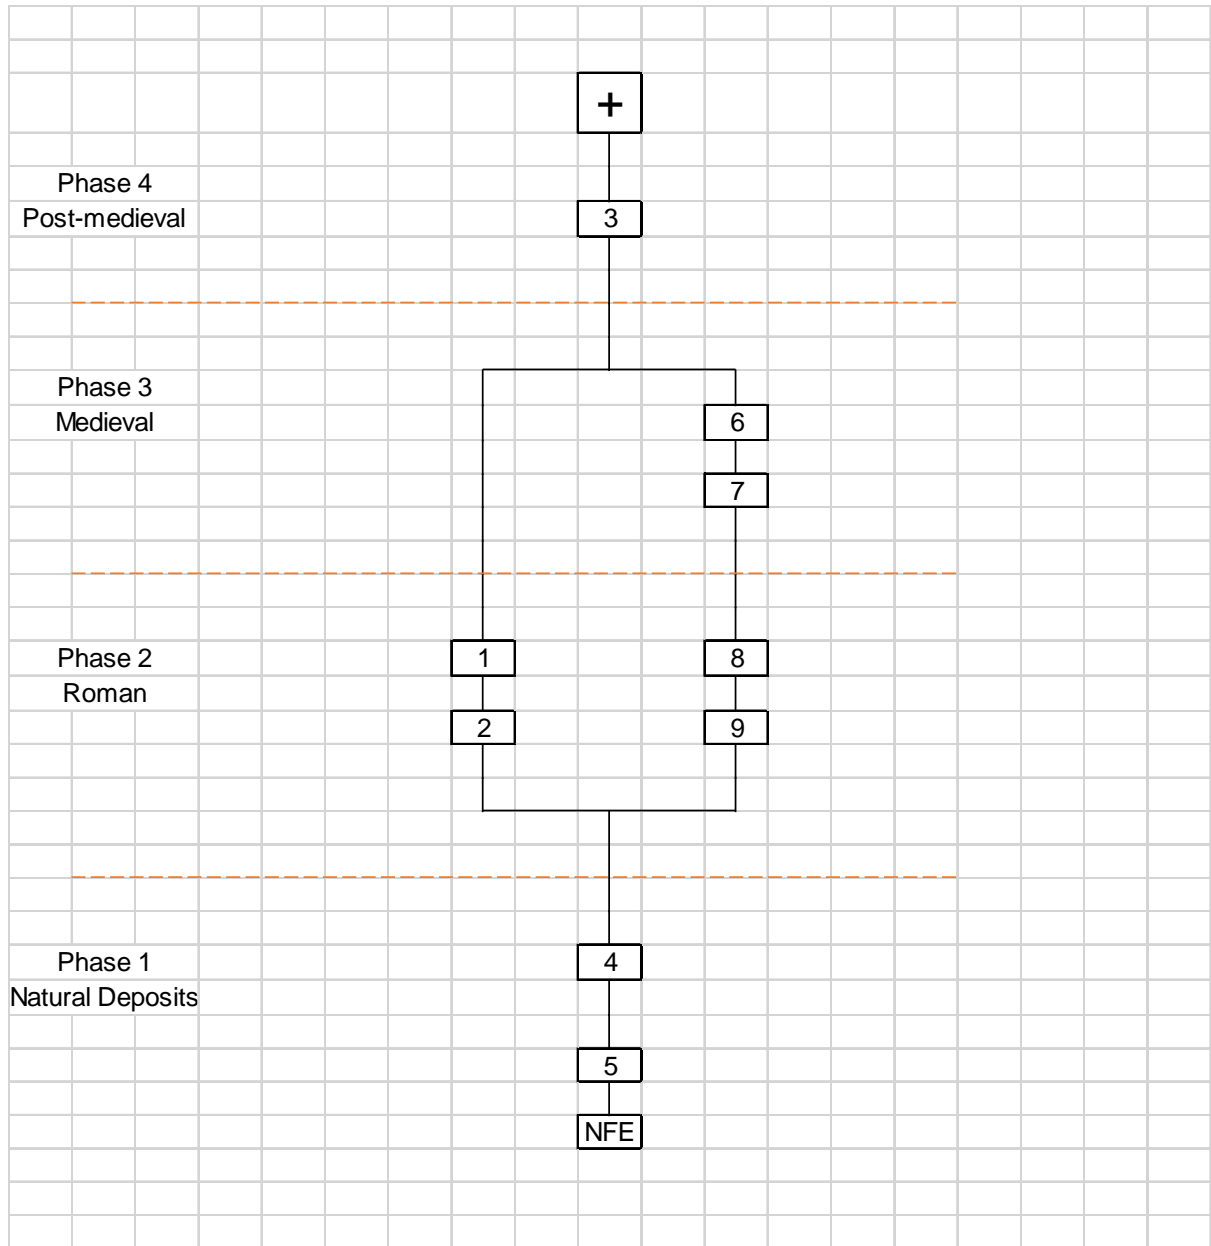 +
Phase 4
Post-medieval
3
Phase 3
Medieval
6
7
Phase 2
Roman
1
8
2
9
Phase 1
Natural Deposits
4
5
NFE